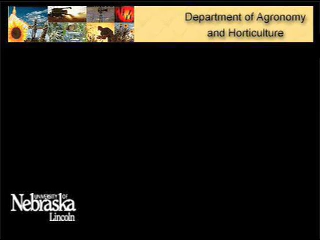 Department of Agronomy
and Horticulture
UNIVERSITY OF
Nebraska
Lincoln